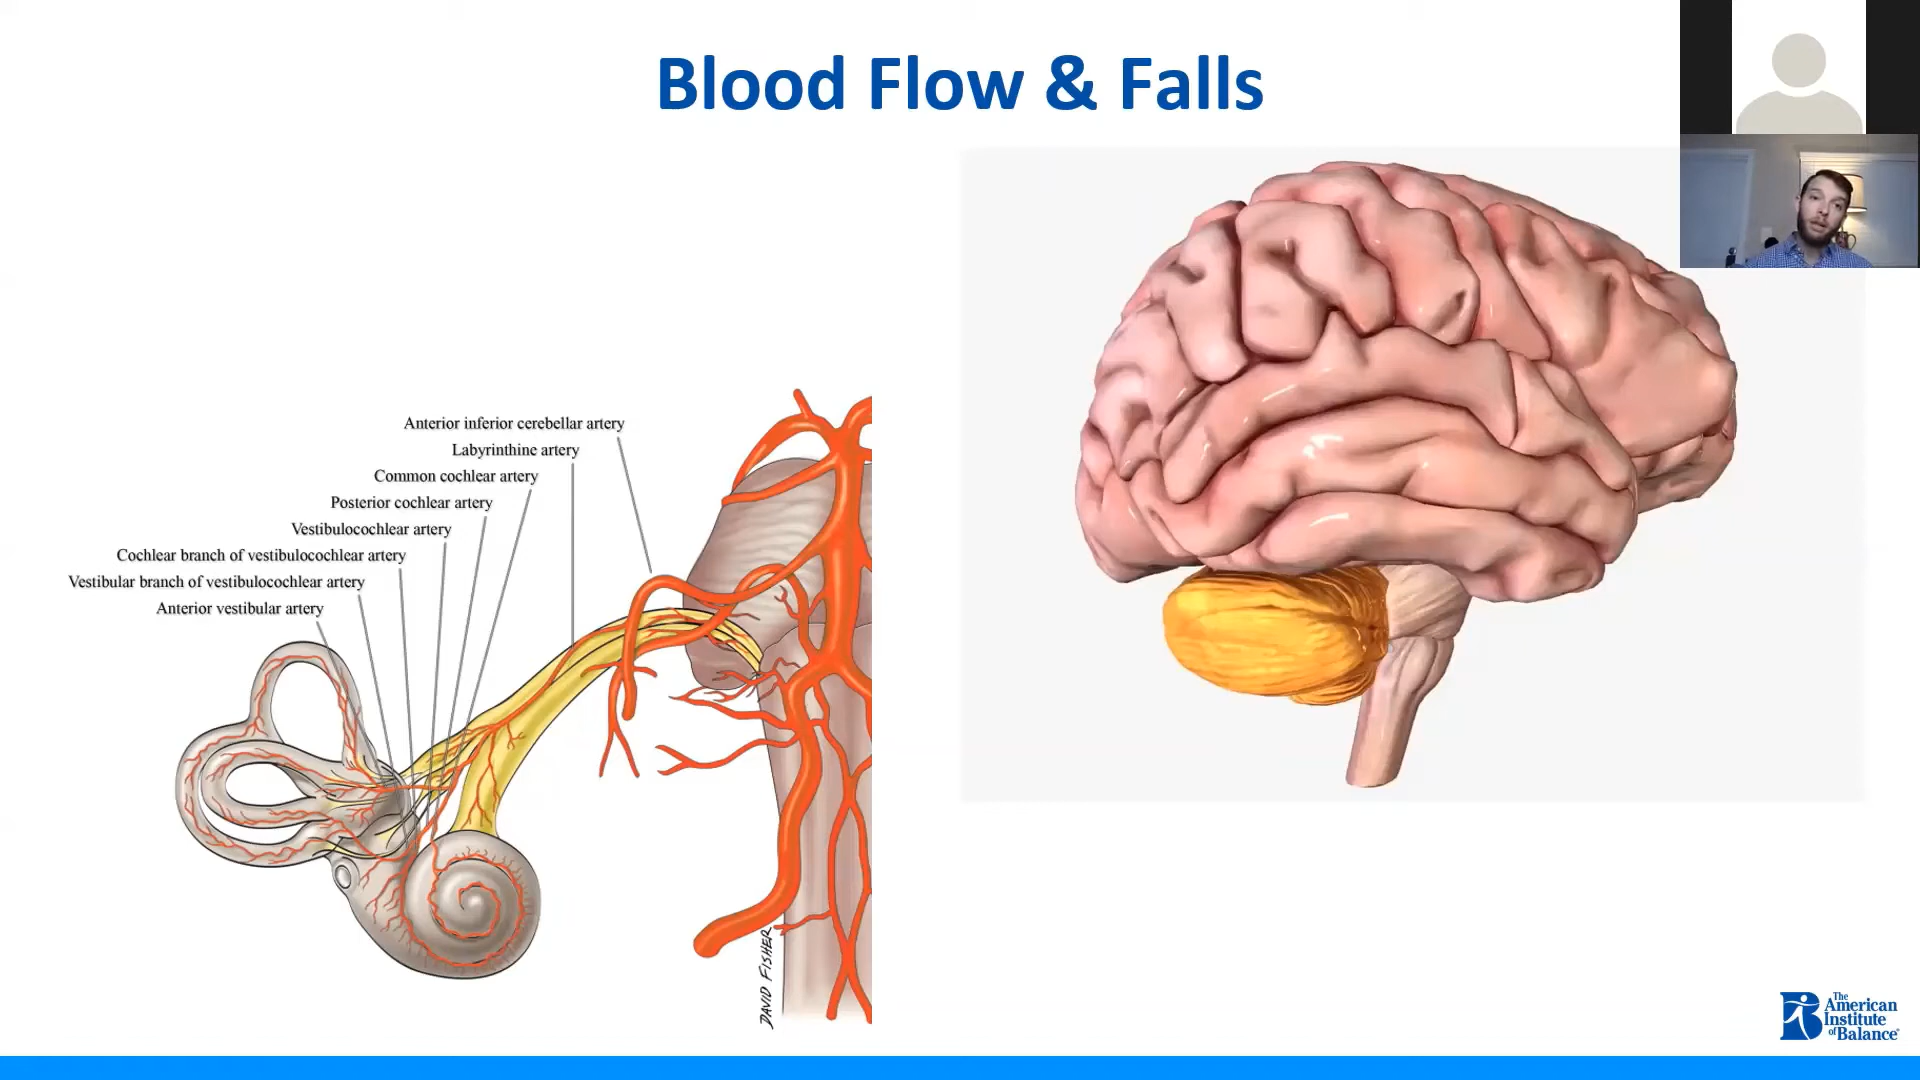 Blood Flow & Falls
Anterior inferior cerebellar artery
Labyrinthine artery
Common cochlear artery
Posterior cochlear artery
Vestibulocochlear artery
Cochlear branch of vestibulocochlear artery
Vestibular branch of vestibulocochlear artery
Anterior vestibular artery
DAVID FISHER
The
American
Institute
of Balance